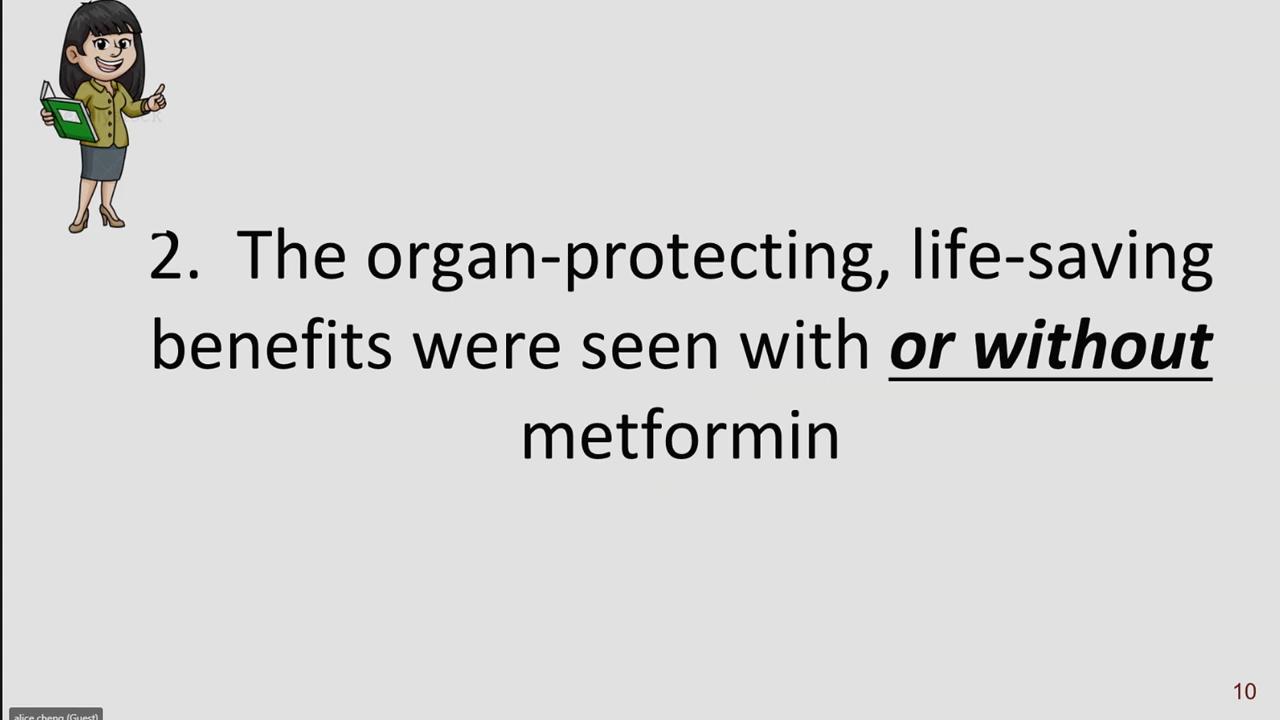 2. The organ-protecting, life-saving
benefits were seen with or without
metformin
10
alice cheng (Guest)